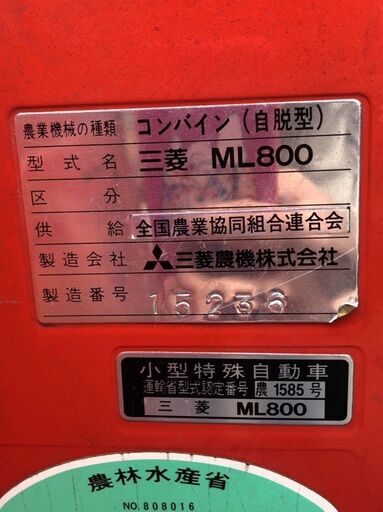 農業機械の種類 コンバイン(自脱型)
型式名 三菱 ML800
区分
供給 全国農業協同組合連合会
製造会社 三菱農機株式会社
製造番号 15236
小型特殊自動車
運輸省型式認定番号 農1585号
三菱 ML800
農林水産省
NO.808016